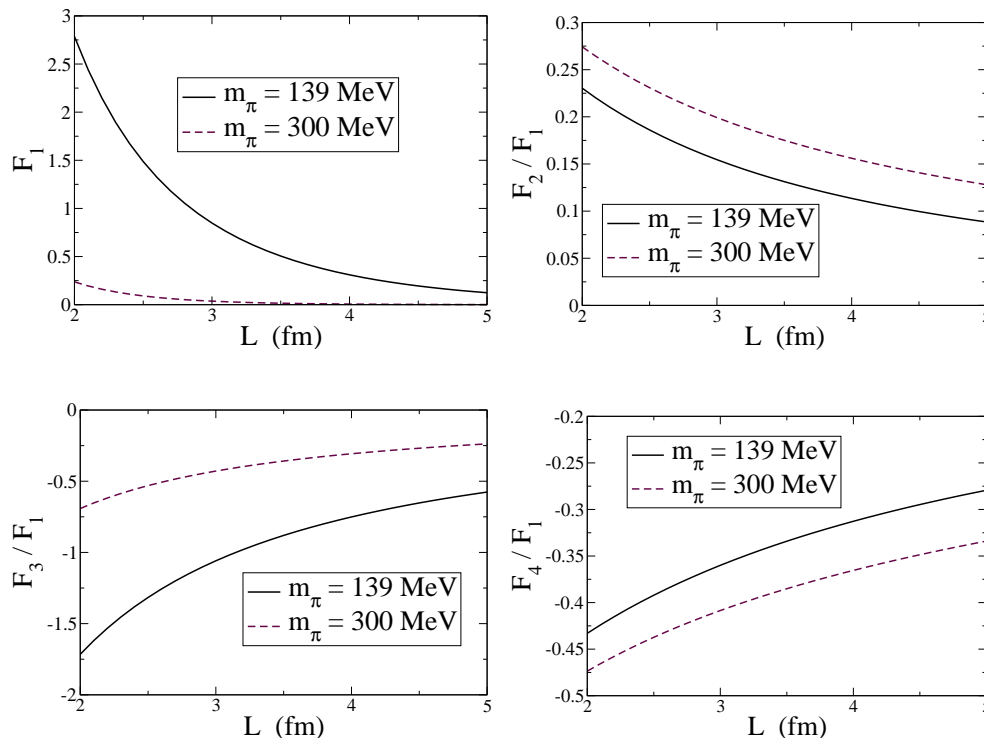 3
2.5
2
1.5
1
0.5
0
F₁
m_π = 139 MeV
m_π = 300 MeV
2 3 4 5
L (fm)
0.3
0.25
0.2
0.15
0.1
0.05
0
F₂ / F₁
m_π = 139 MeV
m_π = 300 MeV
2 3 4 5
L (fm)
0
-0.5
-1
-1.5
-2
F₃ / F₁
m_π = 139 MeV
m_π = 300 MeV
2 3 4 5
L (fm)
-0.2
-0.25
-0.3
-0.35
-0.4
-0.45
-0.5
F₄ / F₁
m_π = 139 MeV
m_π = 300 MeV
2 3 4 5
L (fm)